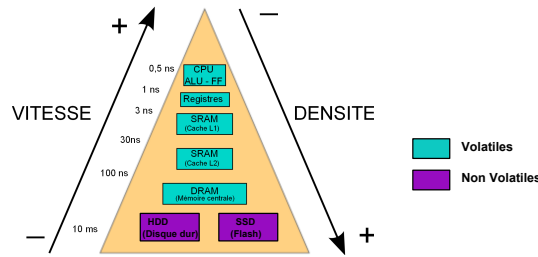 +
−
0,5 ns
CPU
ALU - FF
1 ns
Registres
3 ns
SRAM
(Cache L1)
VITESSE
DENSITE
30ns
SRAM
(Cache L2)
100 ns
DRAM
(Mémoire centrale)
10 ms
HDD
(Disque dur)
SSD
(Flash)
−
+
Volatiles
Non Volatiles